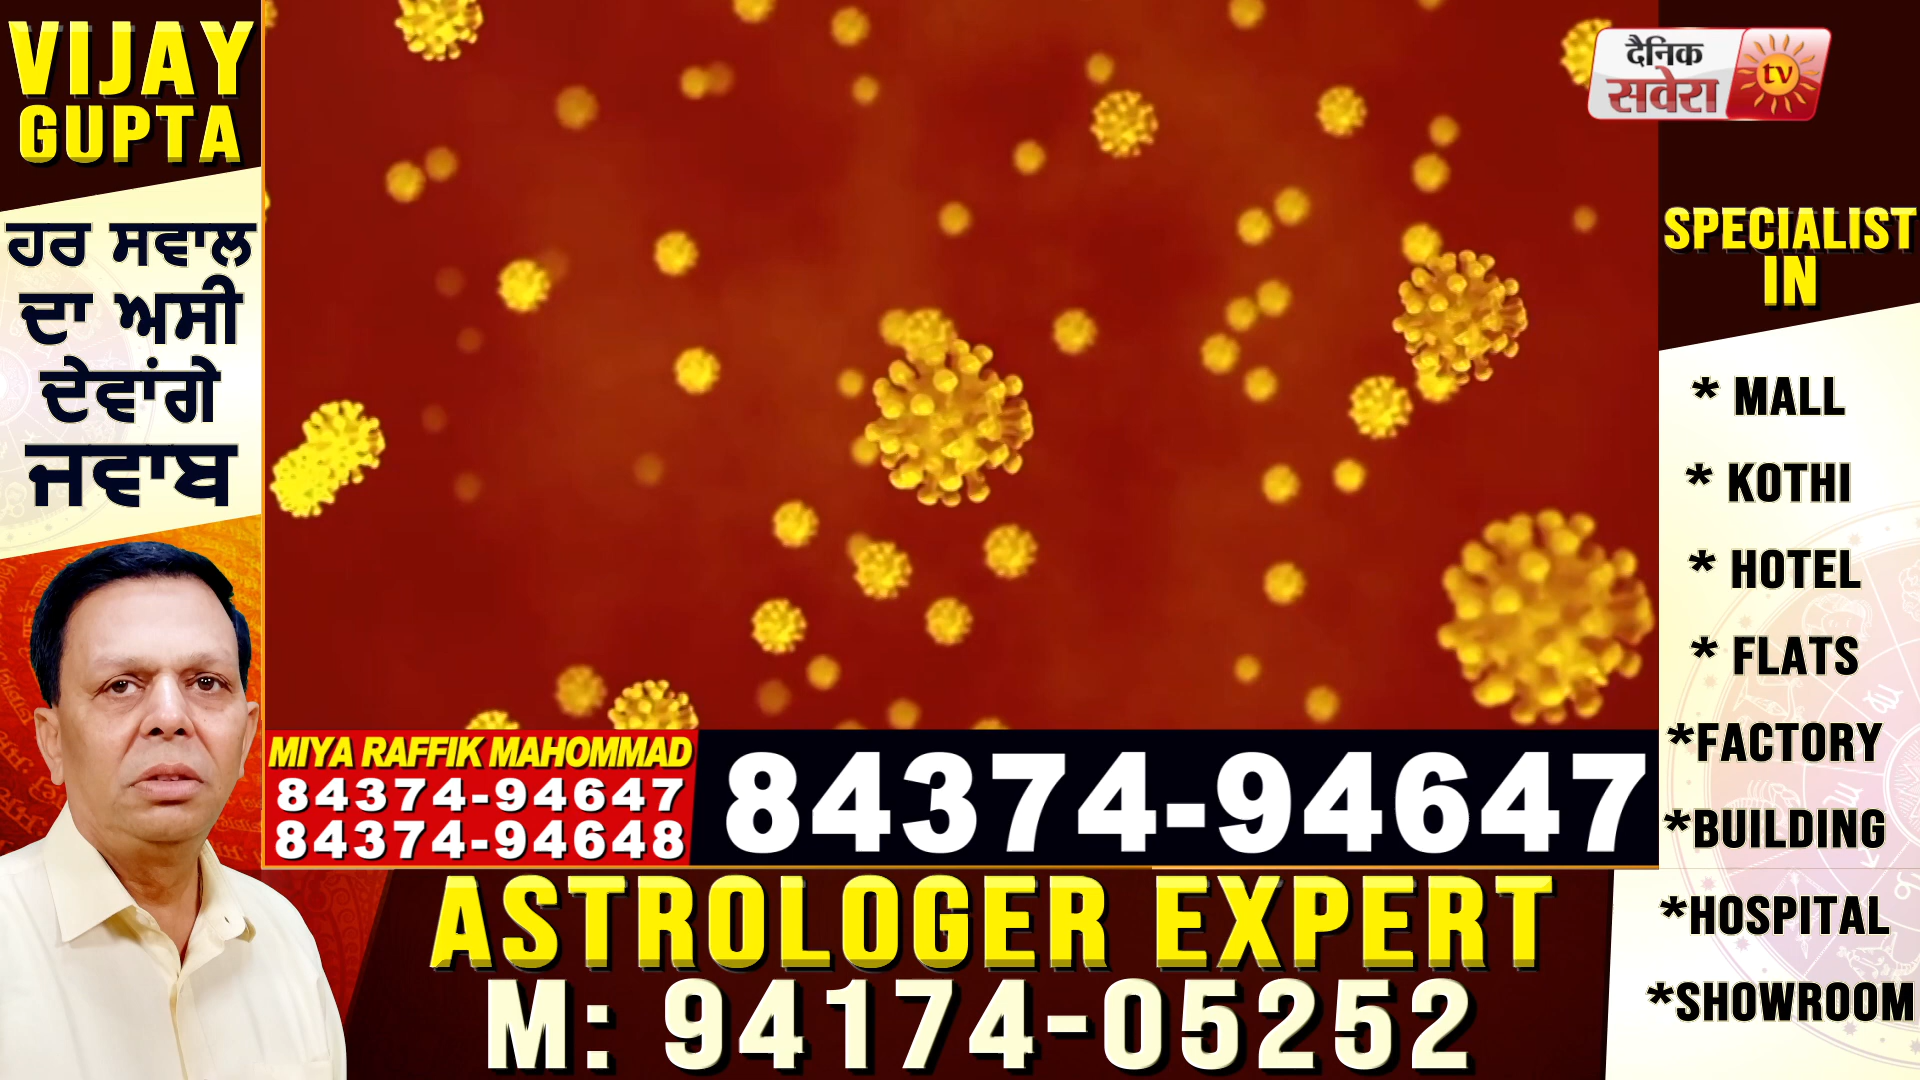 VIJAY
GUPTA
ਹਰ ਸਵਾਲ
ਦਾ ਅਸੀ
ਦੇਵਾਂਗੇ
ਜਵਾਬ
दैनिक
सवेरा
tv
SPECIALIST
IN
* MALL
* KOTHI
* HOTEL
* FLATS
*FACTORY
*BUILDING
*HOSPITAL
*SHOWROOM
MIYA RAFFIK MAHOMMAD
84374-94647
84374-94648
84374-94647
ASTROLOGER EXPERT
M: 94174-05252